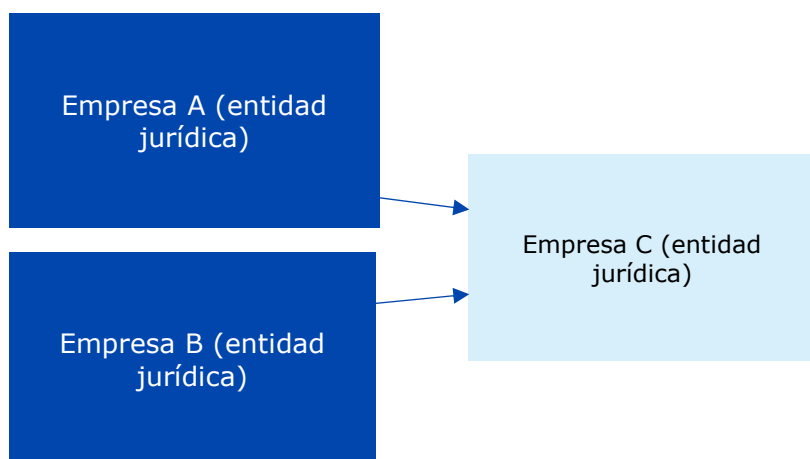 Empresa A (entidad
jurídica)
Empresa C (entidad
jurídica)
Empresa B (entidad
jurídica)